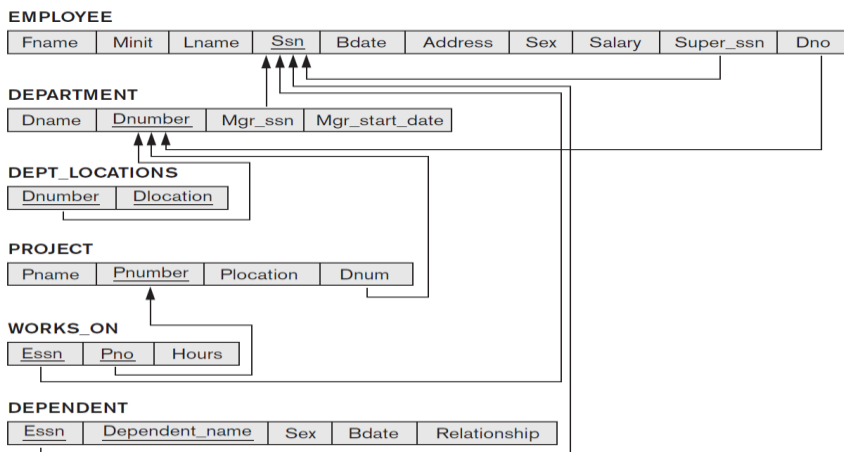 EMPLOYEE
Fname Minit Lname Ssn Bdate Address Sex Salary Super_ssn Dno
DEPARTMENT
Dname Dnumber Mgr_ssn Mgr_start_date
DEPT_LOCATIONS
Dnumber Dlocation
PROJECT
Pname Pnumber Plocation Dnum
WORKS_ON
Essn Pno Hours
DEPENDENT
Essn Dependent_name Sex Bdate Relationship